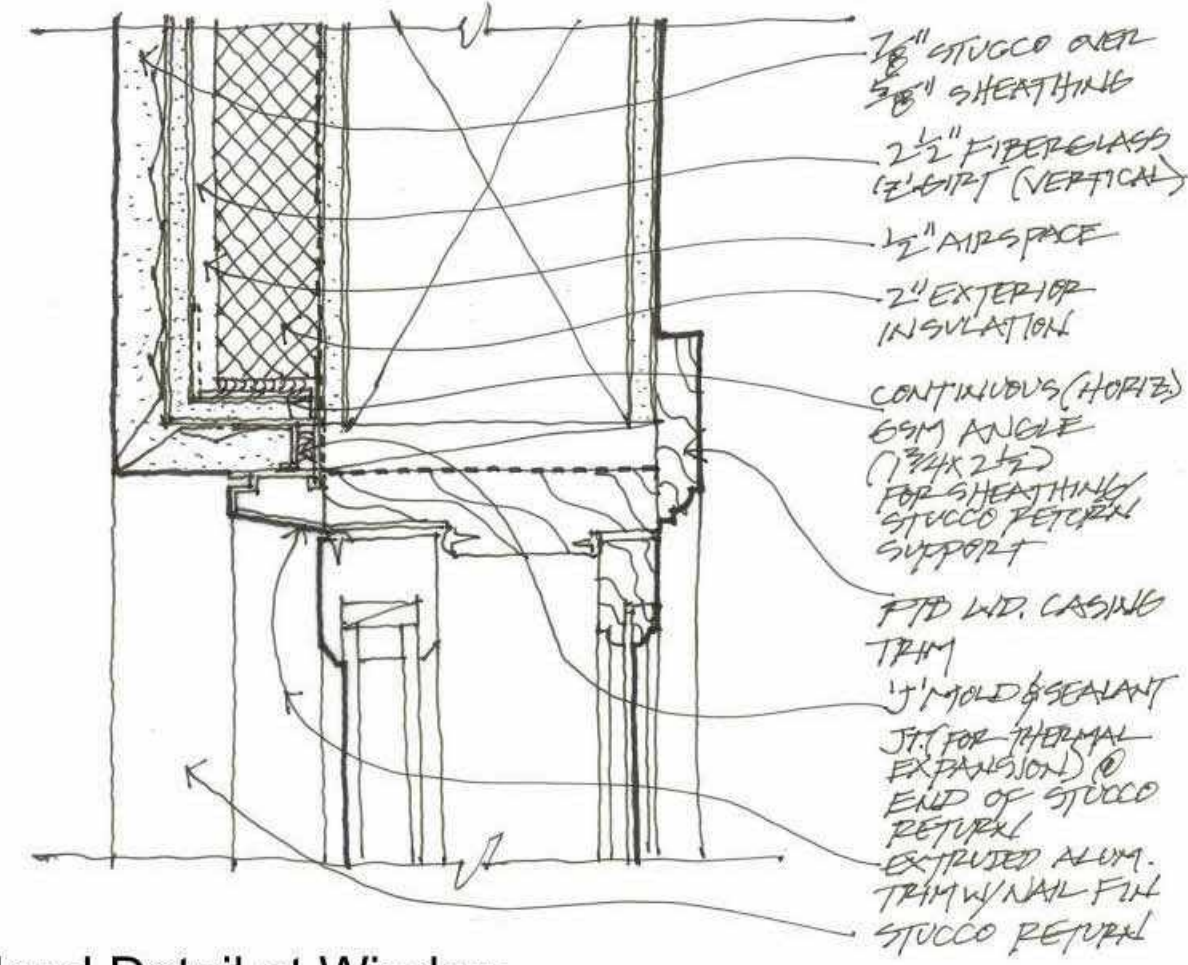 7/8" STUCCO OVER
5/8" SHEATHING
2 1/2" FIBERGLASS
'Z' GIRT (VERTICAL)
1/2" AIRSPACE
2" EXTERIOR
INSULATION
CONTINUOUS (HORIZ.)
GSM ANGLE
(1 3/4 X 2 1/2)
FOR SHEATHING/
STUCCO RETURN
SUPPORT
PTD WD. CASING
TRIM
'J' MOLD & SEALANT
JT. (FOR THERMAL
EXPANSION) @
END OF STUCCO
RETURN
EXTRUDED ALUM.
TRIM W/ NAIL FIN
STUCCO RETURN
Detail at Window